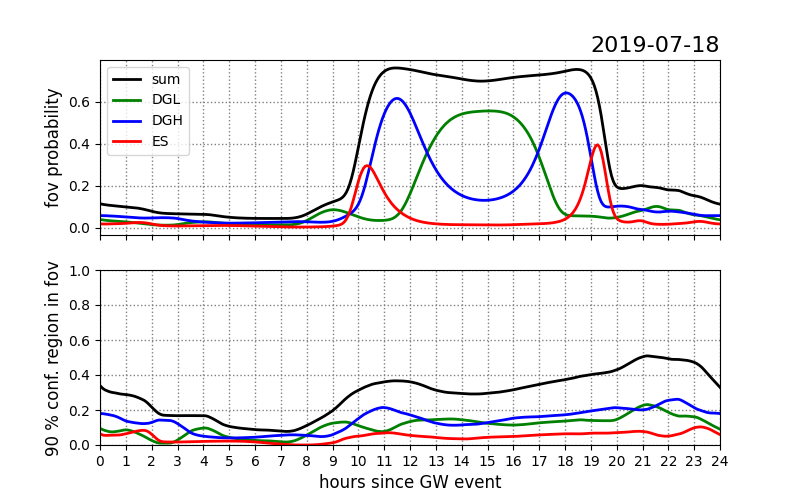 2019-07-18
fov probability
0.6
0.4
0.2
0.0
sum
DGL
DGH
ES
90 % conf. region in fov
1.0
0.8
0.6
0.4
0.2
0.0
0 1 2 3 4 5 6 7 8 9 10 11 12 13 14 15 16 17 18 19 20 21 22 23 24
hours since GW event